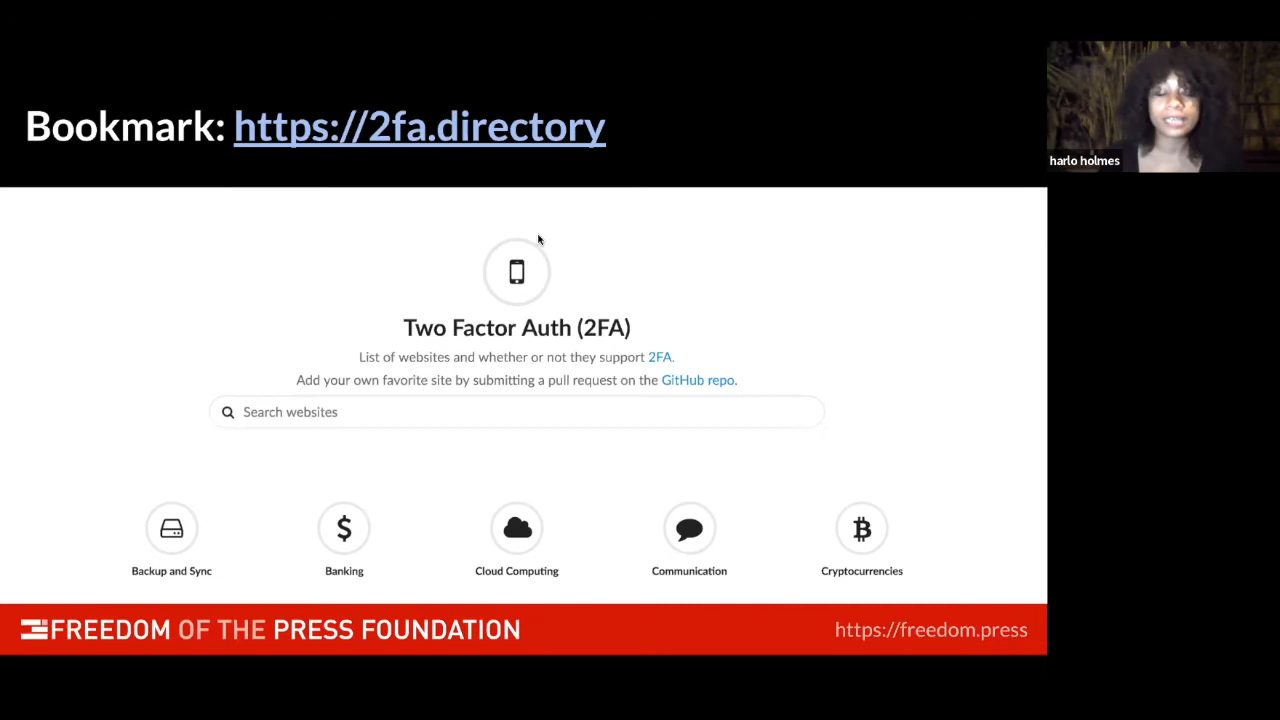 Bookmark: https://2fa.directory
harlo holmes
Two Factor Auth (2FA)
List of websites and whether or not they support 2FA.
Add your own favorite site by submitting a pull request on the GitHub repo.
Search websites
Backup and Sync
Banking
Cloud Computing
Communication
Cryptocurrencies
FREEDOM OF THE PRESS FOUNDATION
https://freedom.press